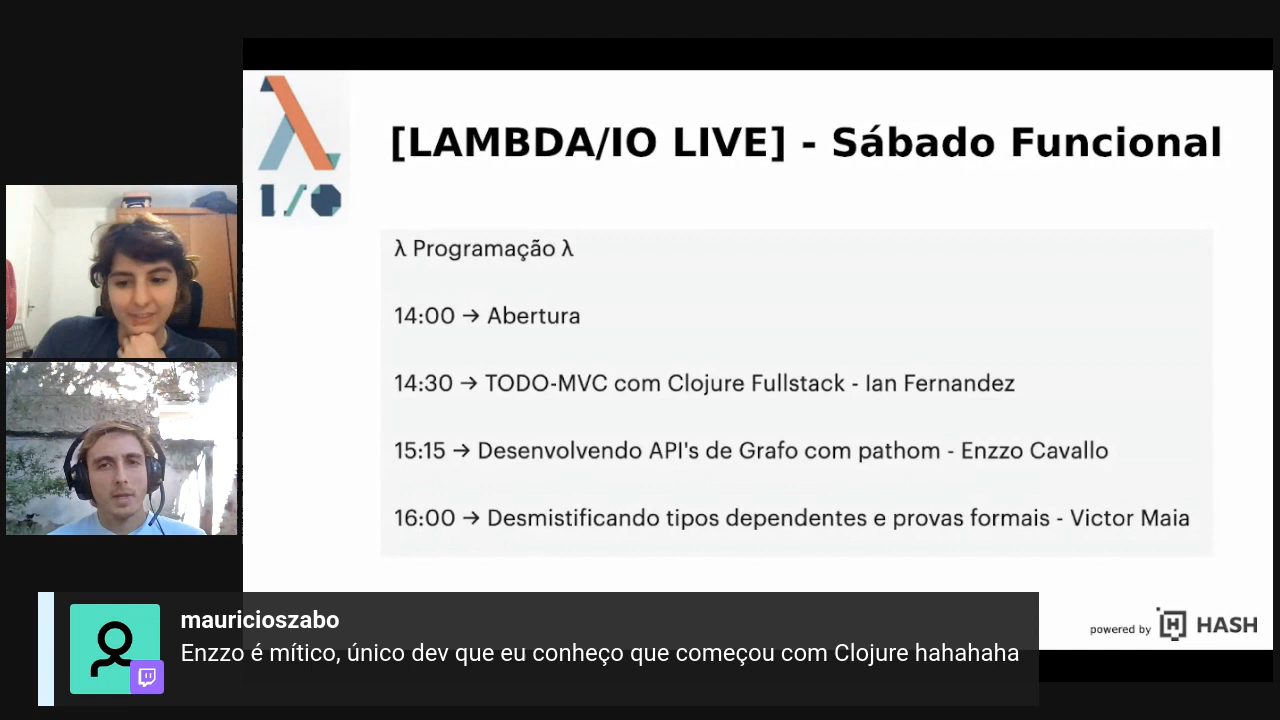 λ
I/O
[LAMBDA/IO LIVE] - Sábado Funcional
λ Programação λ
14:00 → Abertura
14:30 → TODO-MVC com Clojure Fullstack - Ian Fernandez
15:15 → Desenvolvendo API's de Grafo com pathom - Enzzo Cavallo
16:00 → Desmistificando tipos dependentes e provas formais - Victor Maia
powered by HASH
mauricioszabo
Enzzo é mítico, único dev que eu conheço que começou com Clojure hahahaha